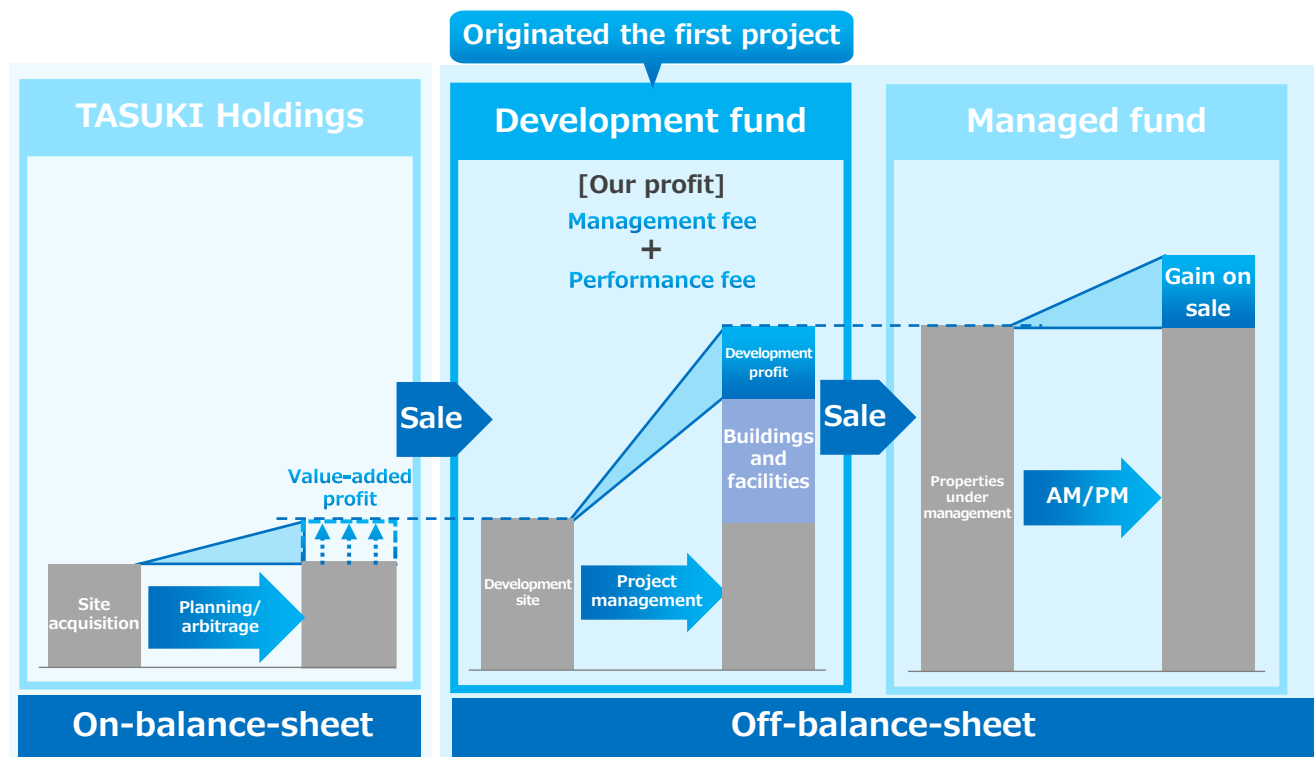 Originated the first project
TASUKI Holdings
Value-added
profit
Site
acquisition
Planning/
arbitrage
On-balance-sheet
Sale
Development fund
[Our profit]
Management fee
+
Performance fee
Development
profit
Buildings
and
facilities
Development
site
Project
management
Sale
Managed fund
Gain on
sale
Properties
under
management
AM/PM
Off-balance-sheet